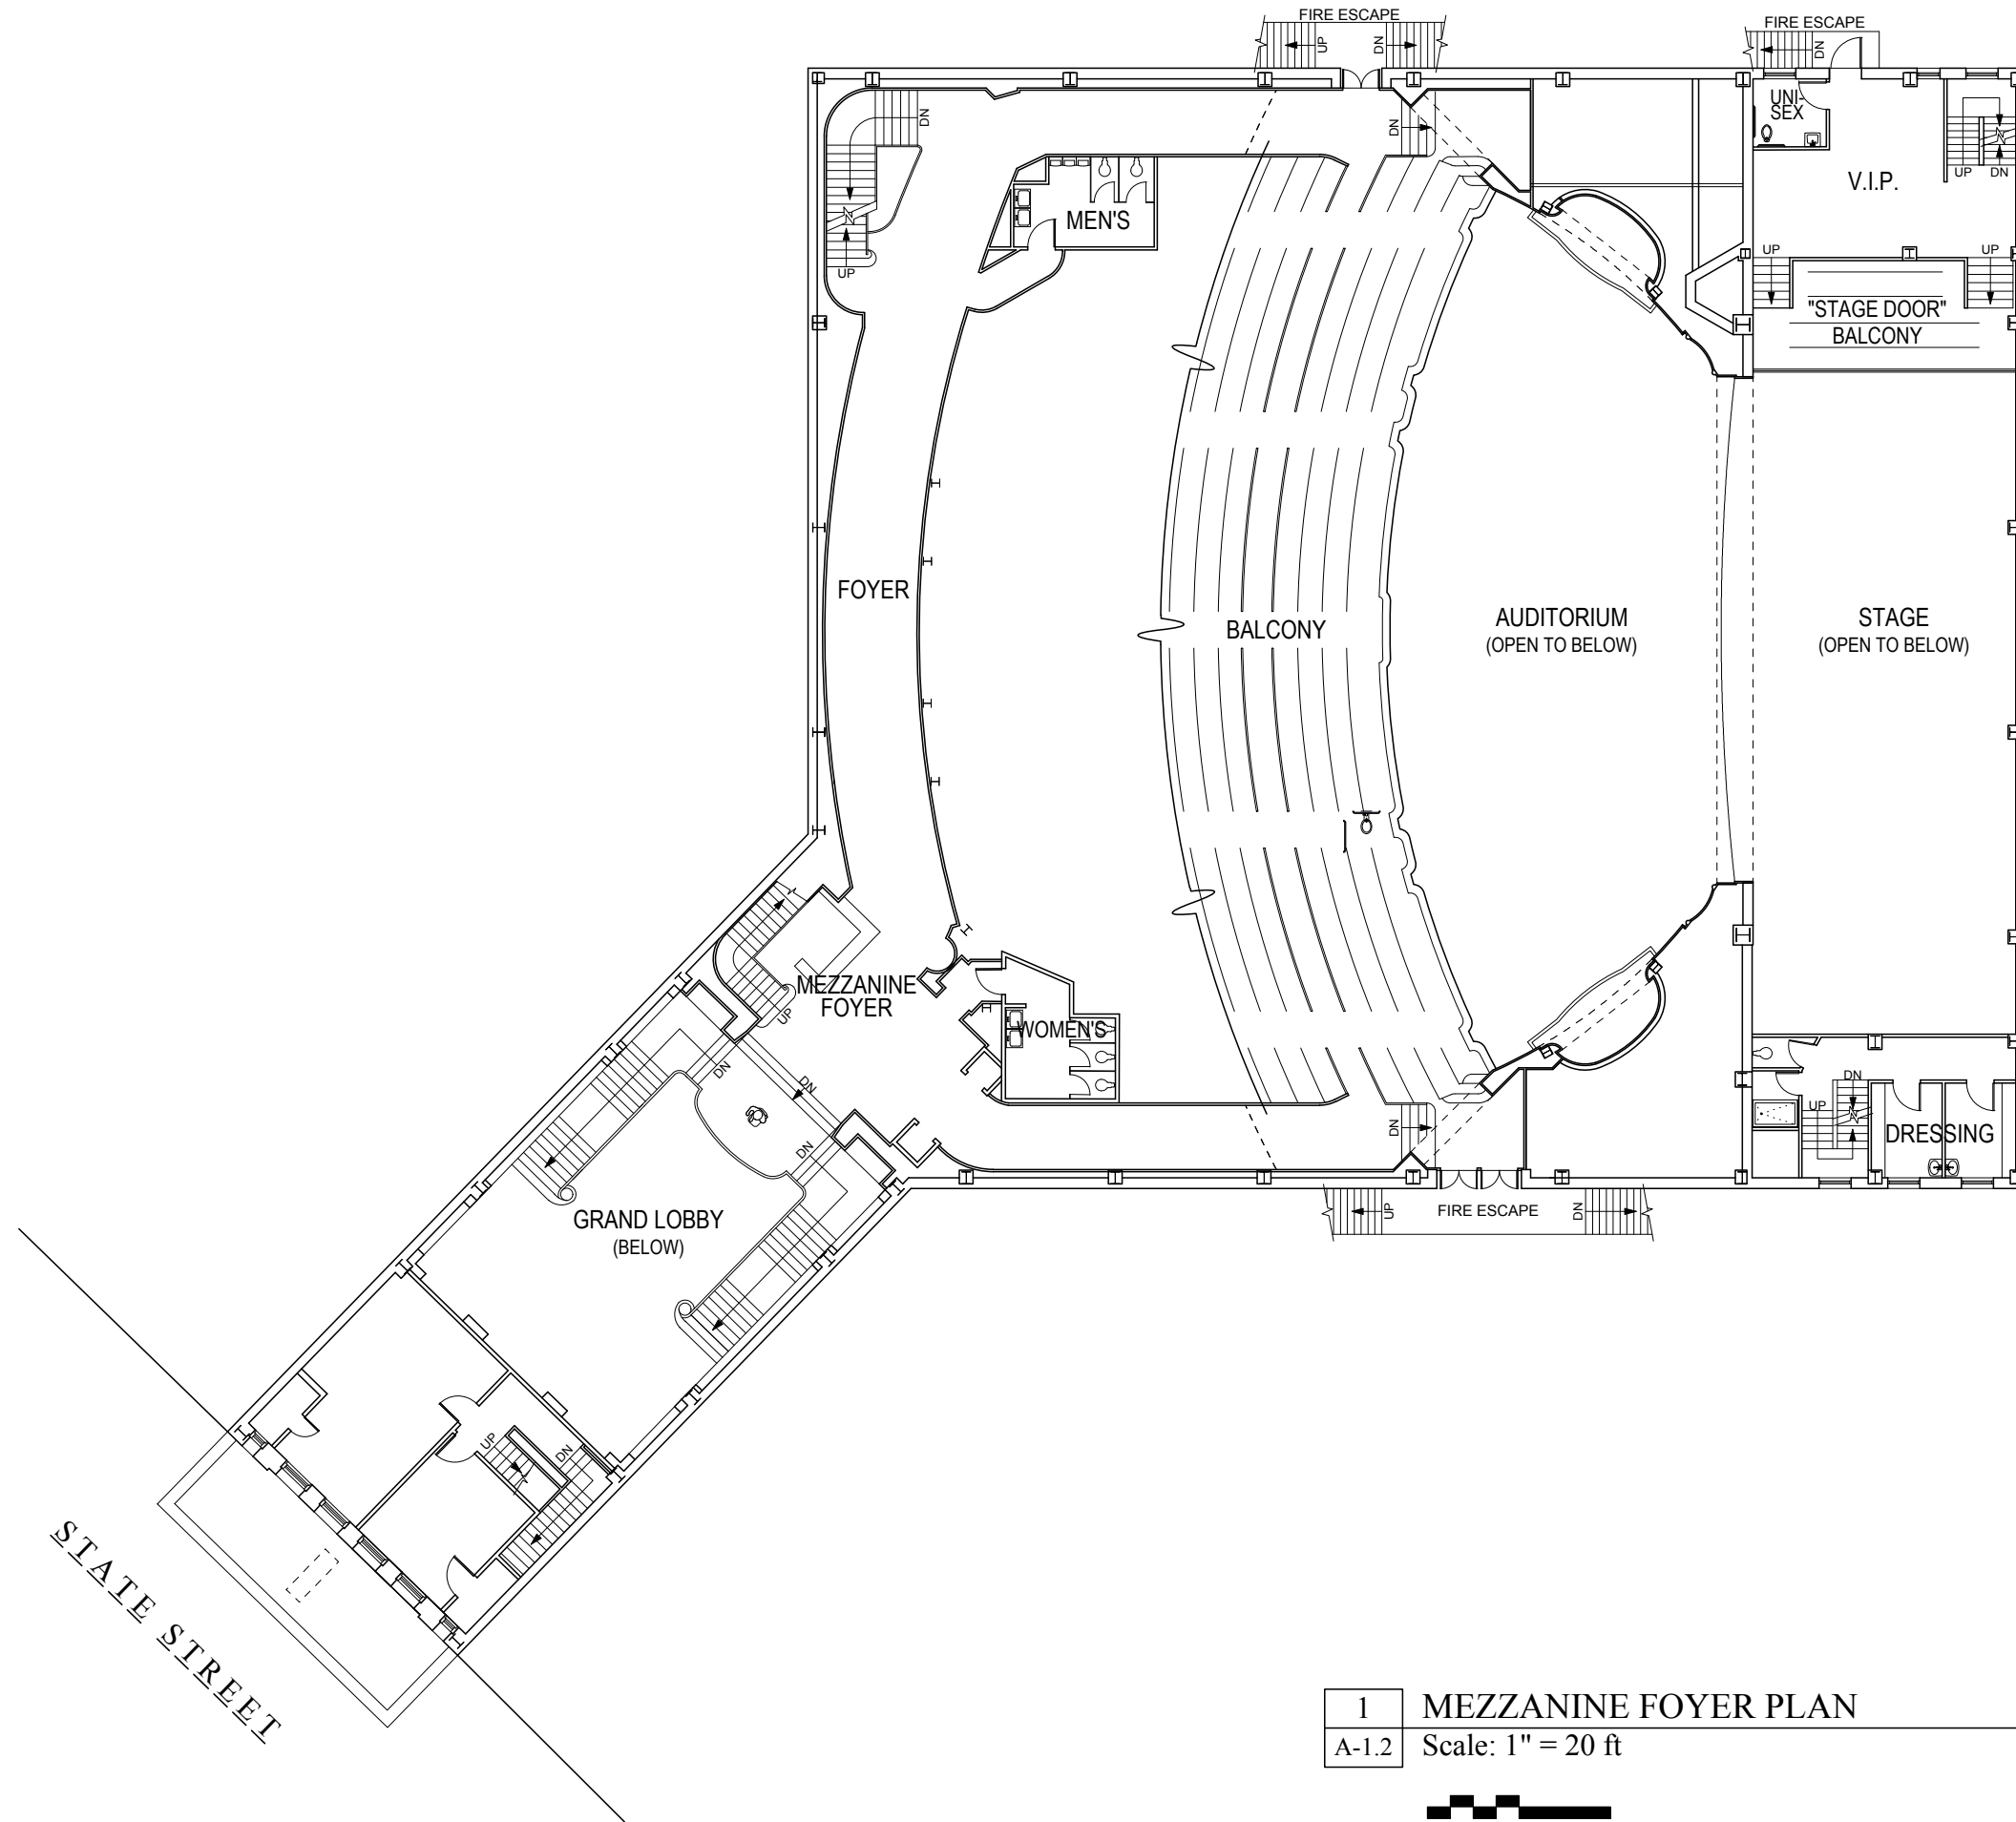 FIRE ESCAPE
UP
DN
FIRE ESCAPE
DN
DN
DN
UNI-
SEX
UP
DN
V.I.P.
MEN'S
UP
UP
UP
"STAGE DOOR"
BALCONY
FOYER
BALCONY
AUDITORIUM
(OPEN TO BELOW)
STAGE
(OPEN TO BELOW)
MEZZANINE
FOYER
UP
WOMEN'S
DN
DN
DN
DN
DN
UP
DRESSING
GRAND LOBBY
(BELOW)
UP
FIRE ESCAPE
DN
UP
DN
STATE STREET
1
MEZZANINE FOYER PLAN
A-1.2
Scale: 1" = 20 ft